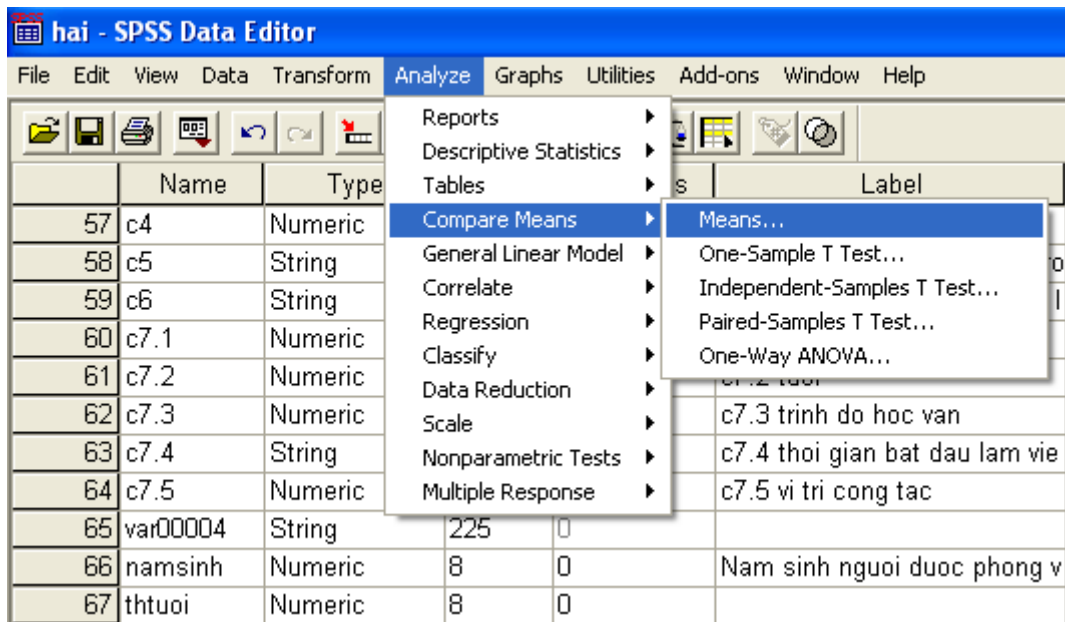 hai - SPSS Data Editor
File Edit View Data Transform Analyze Graphs Utilities Add-ons Window Help
Reports
Descriptive Statistics
Tables
Compare Means
General Linear Model
Correlate
Regression
Classify
Data Reduction
Scale
Nonparametric Tests
Multiple Response
Means...
One-Sample T Test...
Independent-Samples T Test...
Paired-Samples T Test...
One-Way ANOVA...
Name Type s Label
57 c4 Numeric
58 c5 String
59 c6 String
60 c7.1 Numeric
61 c7.2 Numeric c7.2 tuoi
62 c7.3 Numeric c7.3 trinh do hoc van
63 c7.4 String c7.4 thoi gian bat dau lam vie
64 c7.5 Numeric c7.5 vi tri cong tac
65 var00004 String 225 0
66 namsinh Numeric 8 0 Nam sinh nguoi duoc phong v
67 thtuoi Numeric 8 0